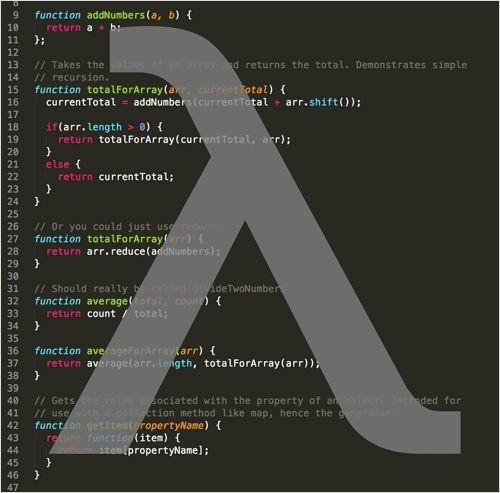 8
9 function addNumbers(a, b) {
10 return a + b;
11 };
12
13 // Takes the values of an array and returns the total. Demonstrates simple
14 // recursion.
15 function totalForArray(arr, currentTotal) {
16 currentTotal = addNumbers(currentTotal + arr.shift());
17
18 if(arr.length > 0) {
19 return totalForArray(currentTotal, arr);
20 }
21 else {
22 return currentTotal;
23 }
24 }
25
26 // Or you could just use reduce.
27 function totalForArray(arr) {
28 return arr.reduce(addNumbers);
29 }
30
31 // Should really be called divideTwoNumbers
32 function average(total, count) {
33 return count / total;
34 }
35
36 function averageForArray(arr) {
37 return average(arr.length, totalForArray(arr));
38 }
39
40 // Gets the value associated with the property of an object. Intended for
41 // use with a collection method like map, hence the generator.
42 function getItem(propertyName) {
43 return function(item) {
44 return item[propertyName];
45 }
46 }
47
λ